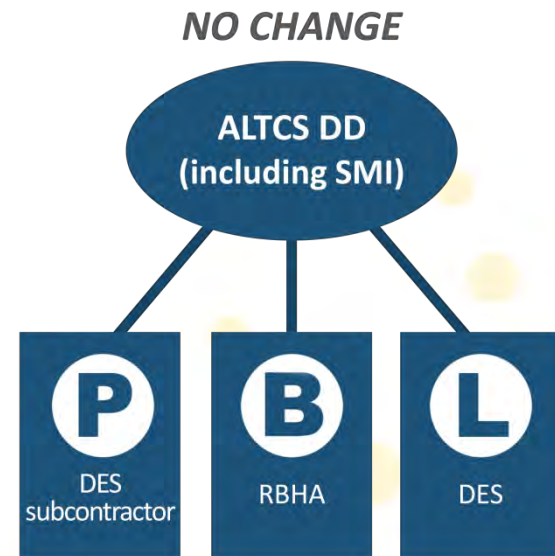 NO CHANGE
ALTCS DD
(including SMI)
P
DES
subcontractor
B
RBHA
L
DES